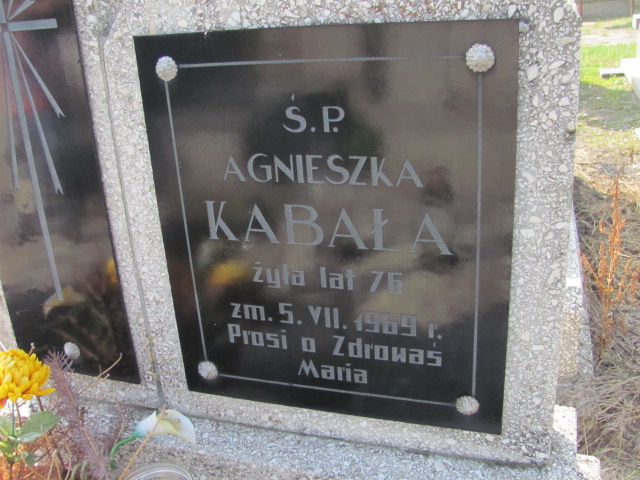 Ś.P.
AGNIESZKA
KABAŁA
żyła lat 76
zm. 5. VII. 1969 r.
Prosi o Zdrowaś
Maria